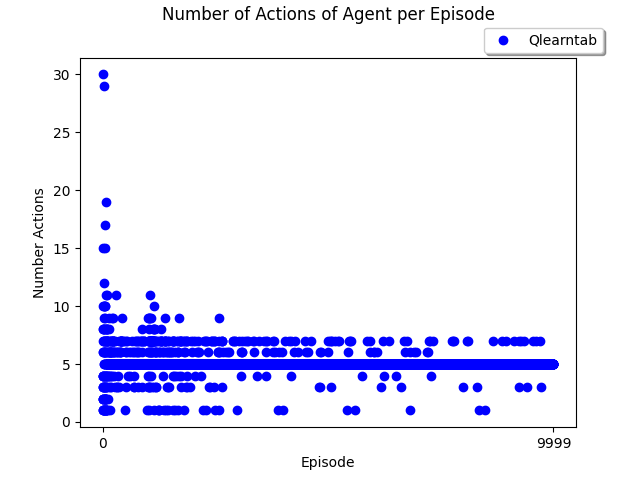 Number of Actions of Agent per Episode
Qlearntab
30
25
20
15
10
5
0
Number Actions
0
9999
Episode